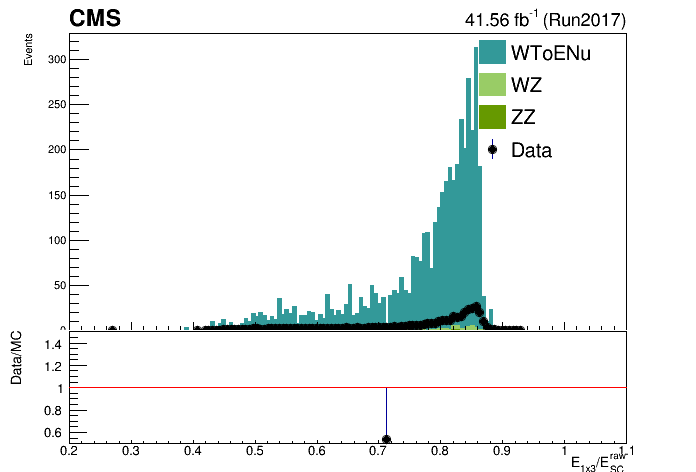 CMS
41.56 fb-1 (Run2017)
Events
300
250
200
150
100
50
0
WToENu
WZ
ZZ
Data
Data/MC
1.4
1.2
1
0.8
0.6
0.2 0.3 0.4 0.5 0.6 0.7 0.8 0.9 1 1.1
E1x3/ErawSC